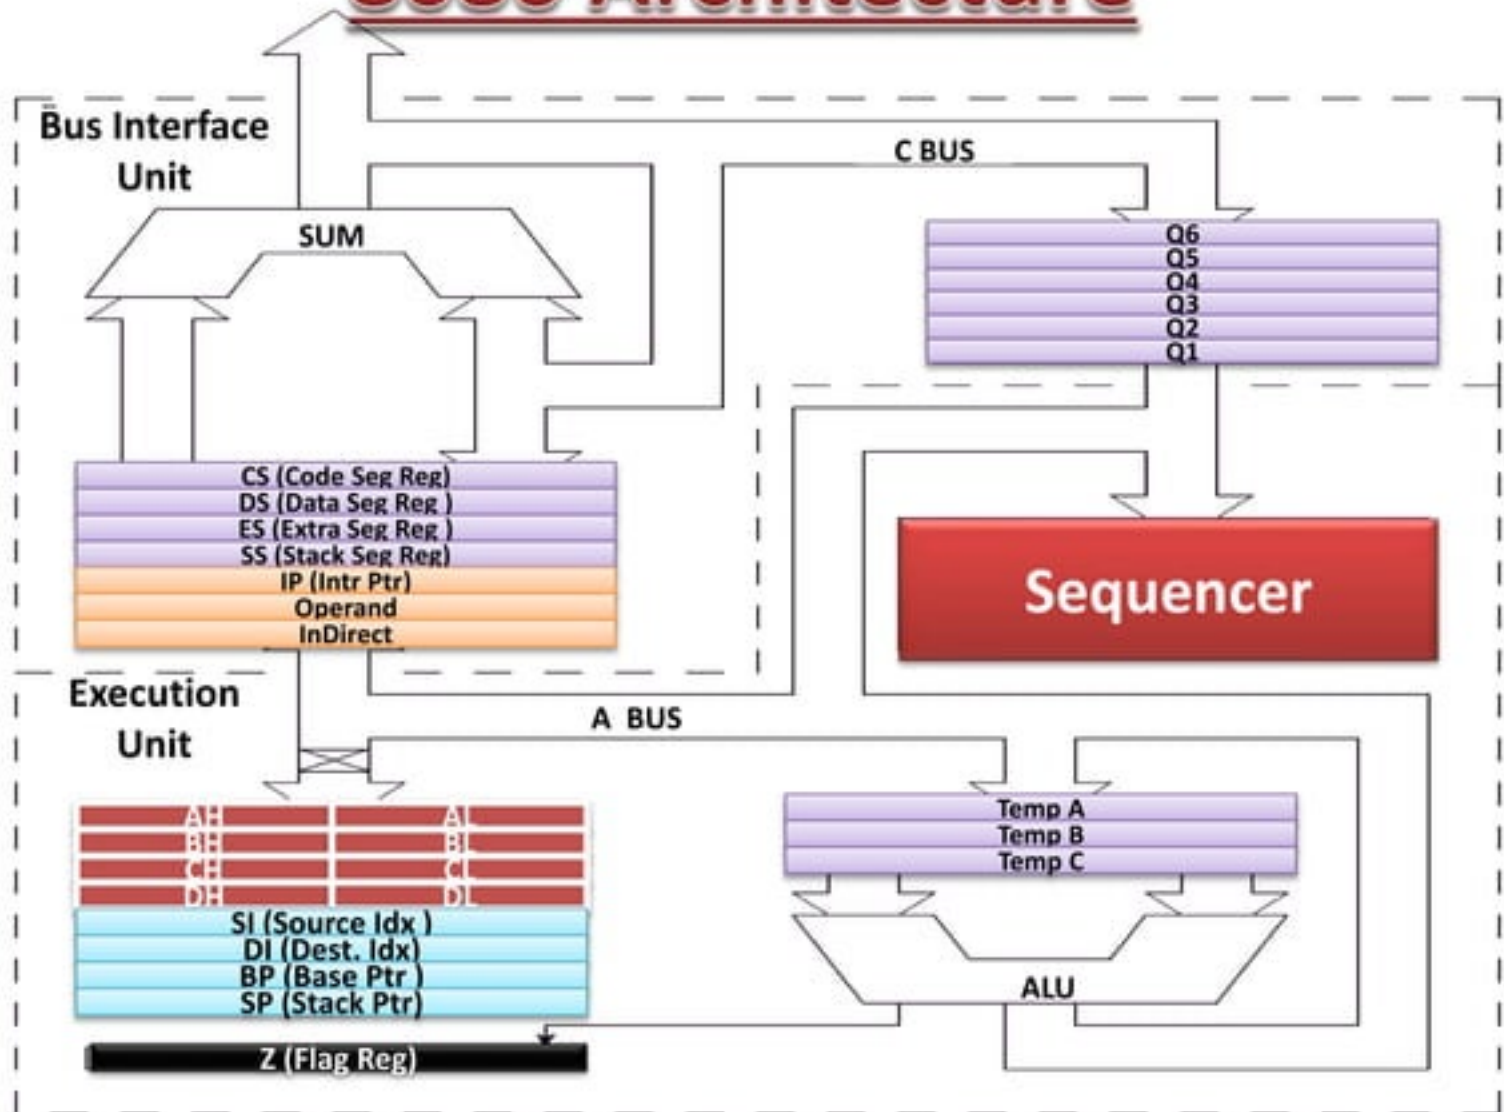 Architecture
Bus Interface
Unit
C BUS
SUM
Q6
Q5
Q4
Q3
Q2
Q1
CS (Code Seg Reg)
DS (Data Seg Reg )
ES (Extra Seg Reg )
SS (Stack Seg Reg)
IP (Intr Ptr)
Operand
InDirect
Sequencer
Execution
Unit
A BUS
AH AL
BH BL
CH CL
DH DL
SI (Source Idx )
DI (Dest. Idx)
BP (Base Ptr )
SP (Stack Ptr)
Z (Flag Reg)
Temp A
Temp B
Temp C
ALU